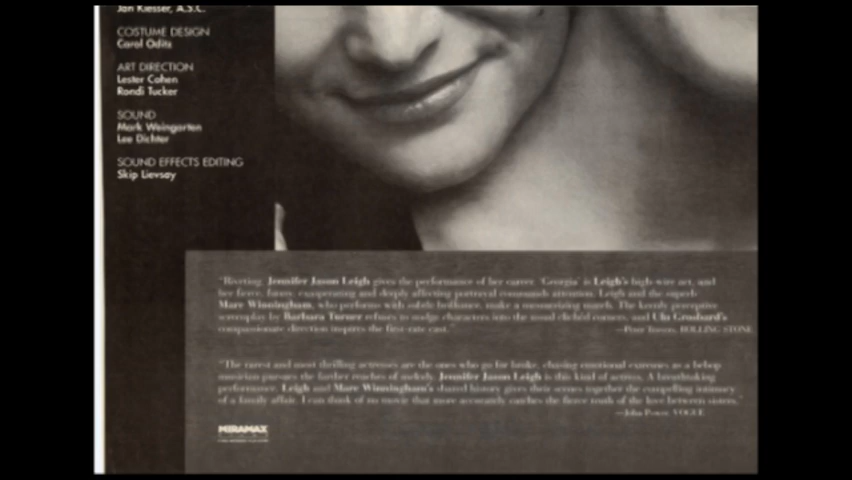 Jan Kiesser, A.S.C.
COSTUME DESIGN
Carol Oditz
ART DIRECTION
Lester Cohen
Rondi Tucker
SOUND
Mark Weingarten
Lee Dichter
SOUND EFFECTS EDITING
Skip Lievsay
"Riveting. Jennifer Jason Leigh gives the performance of her career. 'Georgia' is Leigh's high-wire act, and
her fierce, funny, exasperating and deeply affecting portrayal commands attention. Leigh and the superb
Mare Winningham, who performs with subtle brilliance, make a mesmerizing match. The keenly perceptive
screenplay by Barbara Turner refuses to nudge characters into the usual cliched corners, and Ulu Grosbard's
compassionate direction inspires the first-rate cast."
—Peter Travers, ROLLING STONE
"The rarest and most thrilling actresses are the ones who go for broke, chasing emotional extremes as a bebop
musician pursues the further reaches of melody. Jennifer Jason Leigh is this kind of actress. A breathtaking
performance. Leigh and Mare Winningham's shared history gives their scenes together the compelling intimacy
of a family affair. I can think of no movie that more accurately catches the fierce truth of the love between sisters."
—John Powers, VOGUE
MIRAMAX